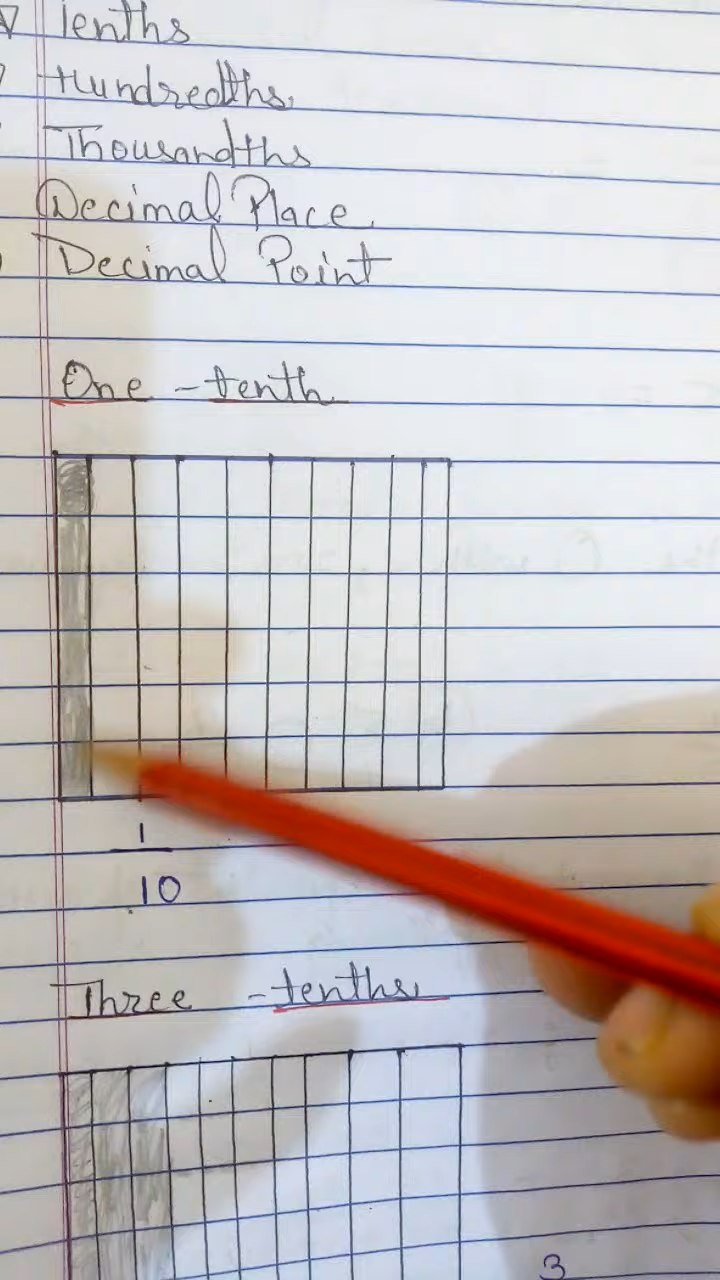 Tenths
Hundredths
Thousandths
Decimal Place
Decimal Point
One - tenth
1
10
Three - tenths
3